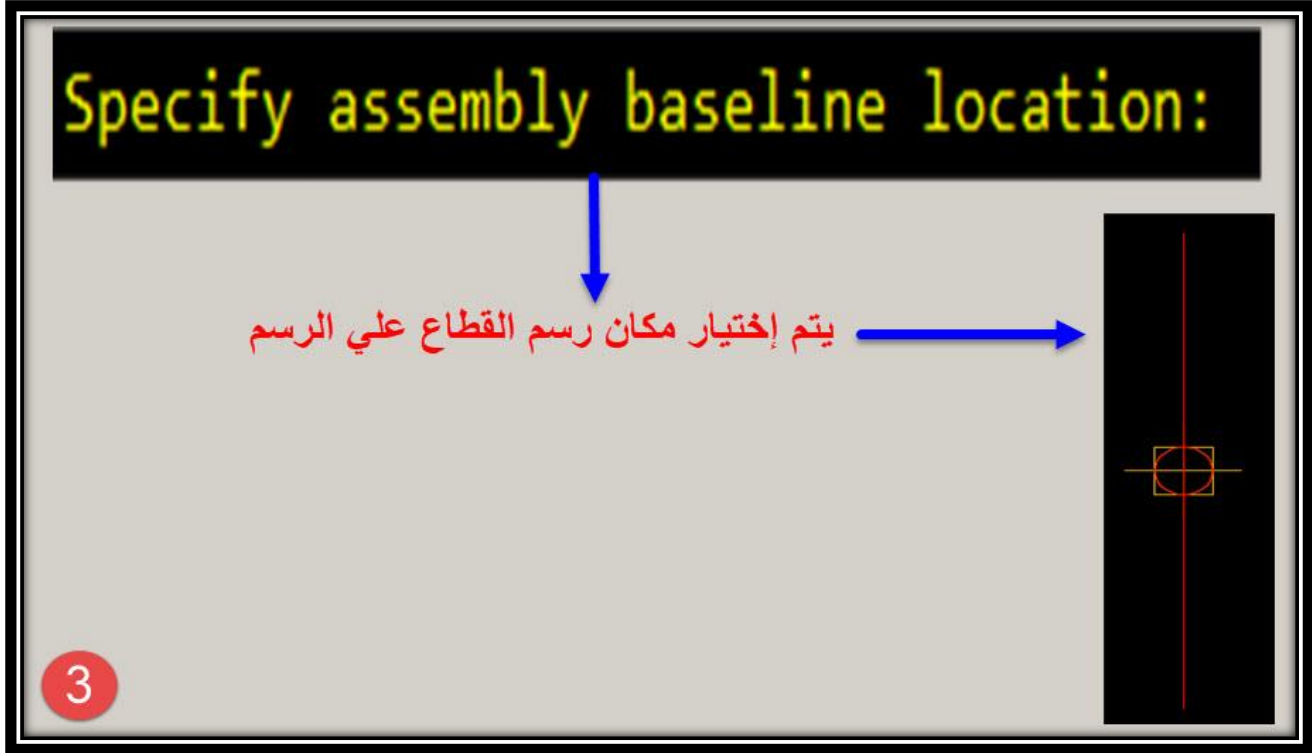 Specify assembly baseline location:
يتم إختيار مكان رسم القطاع علي الرسم
3